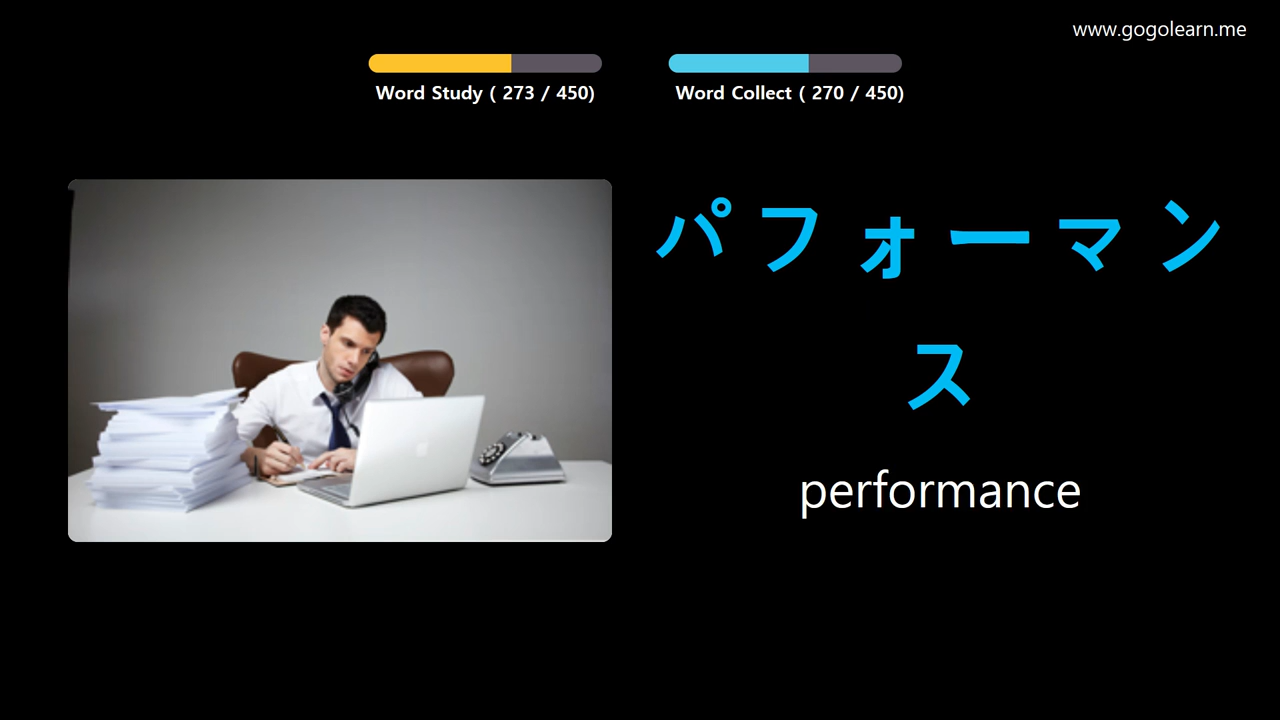 www.gogolearn.me
Word Study ( 273 / 450)
Word Collect ( 270 / 450)
パフォーマン
ス
performance